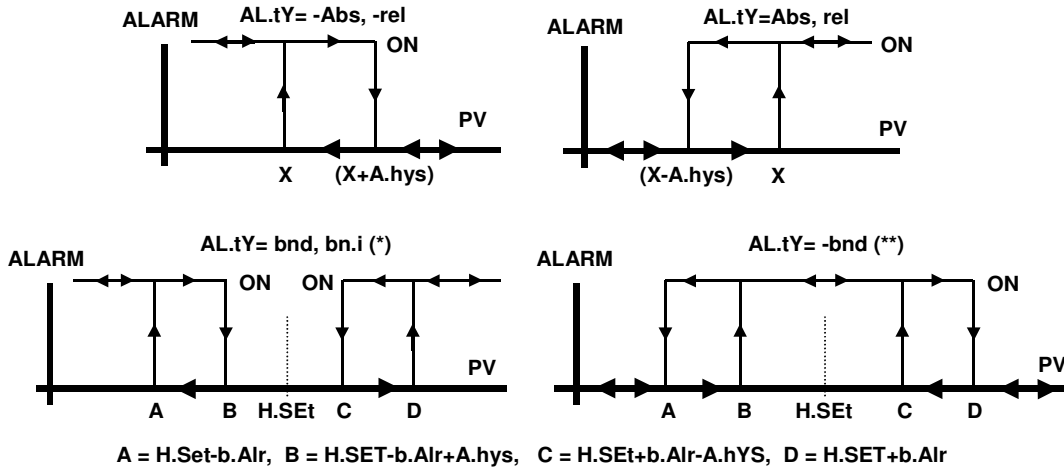 AL.tY= -Abs, -rel
ALARM
ON
PV
X
(X+A.hys)
AL.tY=Abs, rel
ALARM
ON
PV
(X-A.hys)
X
AL.tY= bnd, bn.i (*)
ALARM
ON
ON
PV
A
B
H.SEt
C
D
AL.tY= -bnd (**)
ALARM
ON
PV
A
B
H.SEt
C
D
A = H.Set-b.Alr, B = H.SET-b.Alr+A.hys, C = H.SEt+b.Alr-A.hYS, D = H.SET+b.Alr